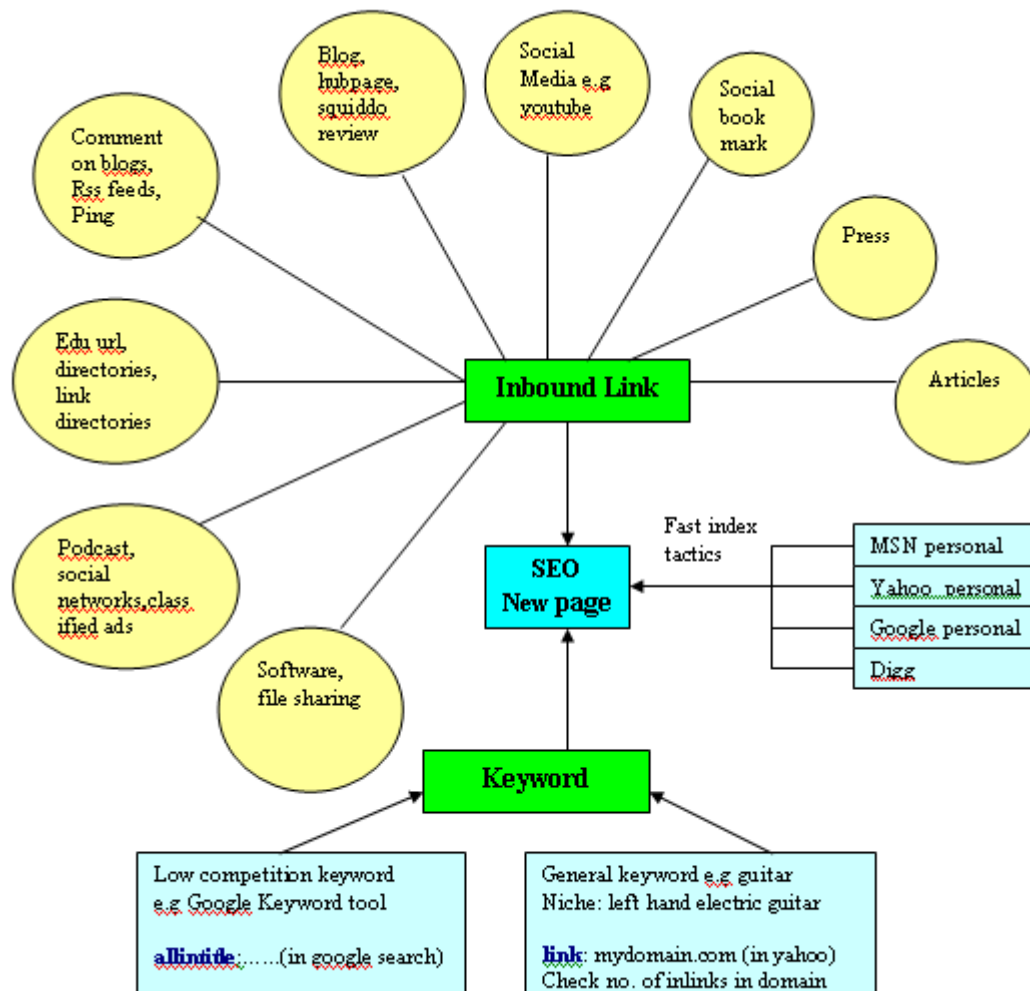 Blog,
hubpage,
squiddo
review
Social
Media e.g
youtube
Social
book
mark
Comment
on blogs,
Rss feeds,
Ping
Press
Edu url,
directories,
link
directories
Inbound Link
Articles
Podcast,
social
networks,class
ified ads
Fast index
tactics
SEO
New page
MSN personal
Yahoo personal
Google personal
Digg
Software,
file sharing
Keyword
Low competition keyword
e.g Google Keyword tool
allintitle:......(in google search)
General keyword e.g guitar
Niche: left hand electric guitar
link: mydomain.com (in yahoo)
Check no. of inlinks in domain